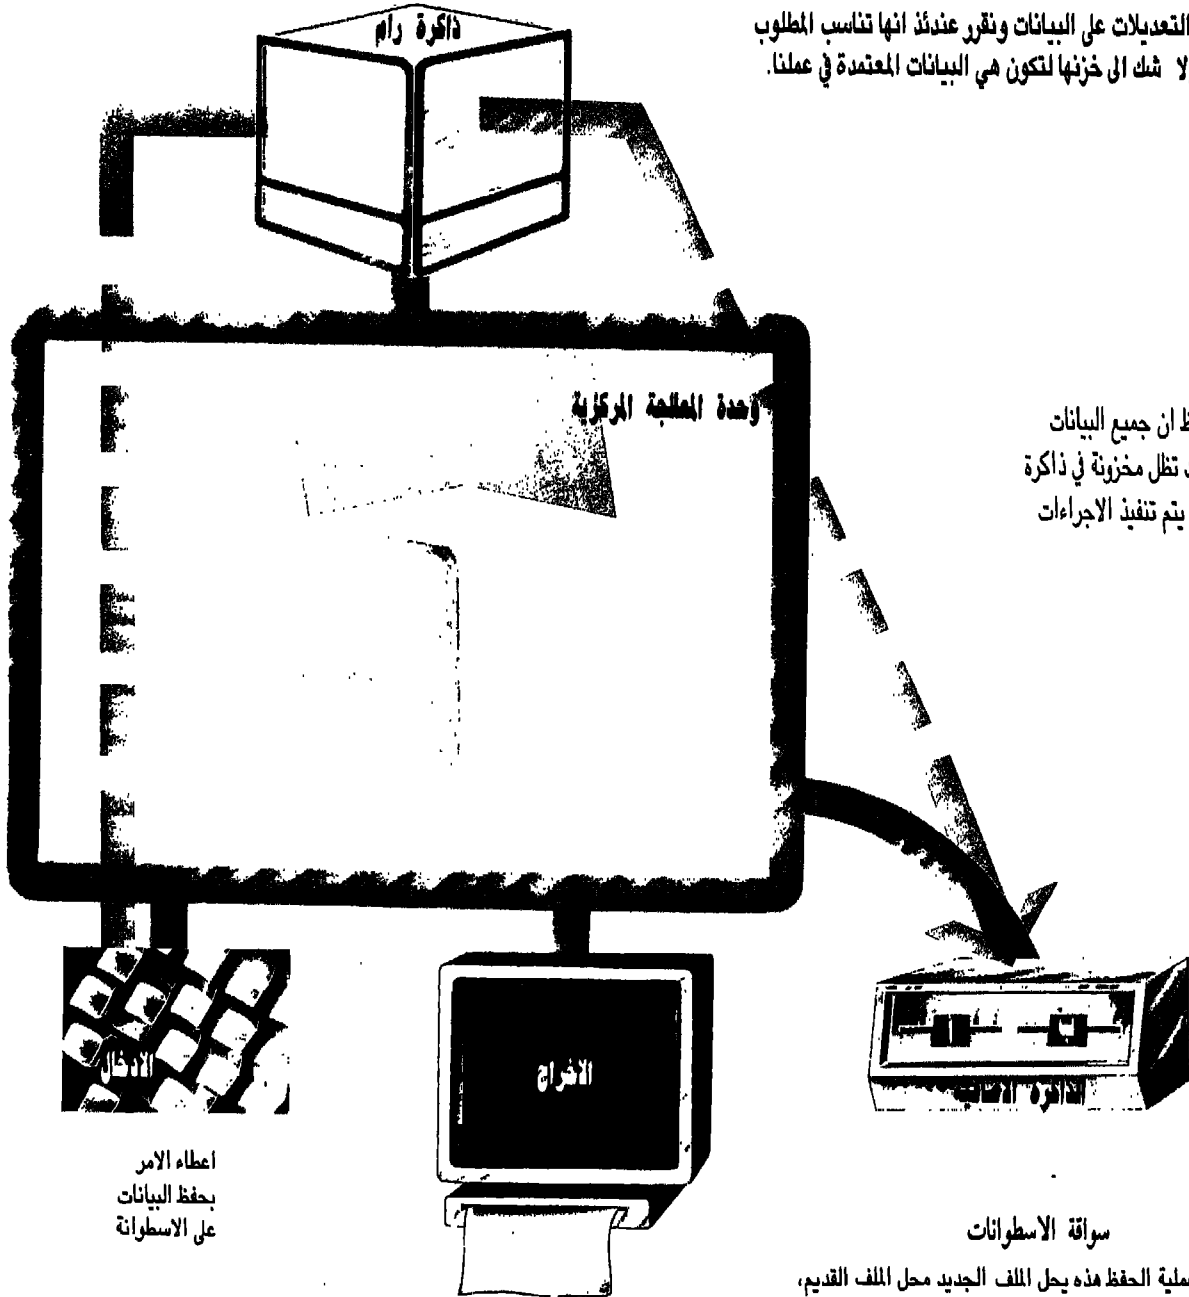 ذاكرة رام
التعديلات على البيانات ونقرر عندئذ انها تناسب المطلوب
لا شك الى خزنها لتكون هي البيانات المعتمدة في عملنا.
وحدة المعالجة المركزية
ان جميع البيانات
تظل مخزونة في ذاكرة
يتم تنفيذ الاجراءات
الادخال
الاخراج
الذاكرة الاضافية
اعطاء الامر
بحفظ البيانات
على الاسطوانة
سواقة الاسطوانات
الحفظ هذه يحل الملف الجديد محل الملف القديم،